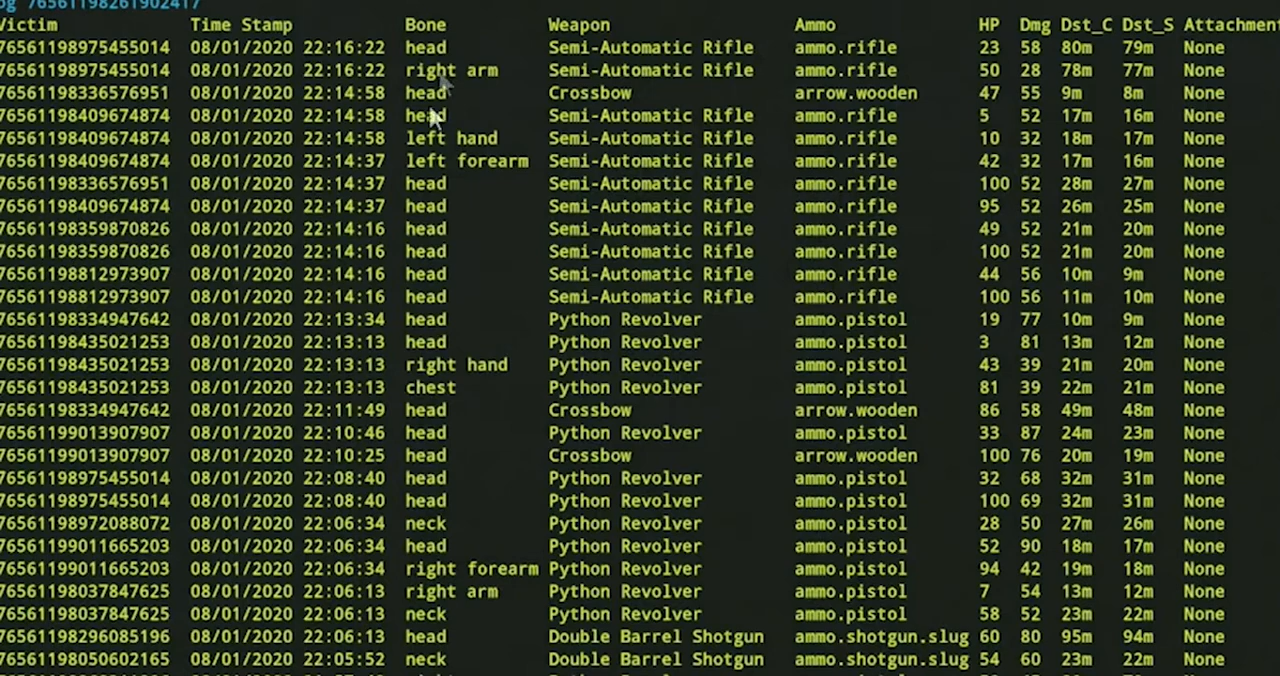 76561198261902417
Victim Time Stamp Bone Weapon Ammo HP Dmg Dst_C Dst_S Attachment
76561198975455014 08/01/2020 22:16:22 head Semi-Automatic Rifle ammo.rifle 23 58 80m 79m None
76561198975455014 08/01/2020 22:16:22 right arm Semi-Automatic Rifle ammo.rifle 50 28 78m 77m None
76561198336576951 08/01/2020 22:14:58 head Crossbow arrow.wooden 47 55 9m 8m None
76561198409674874 08/01/2020 22:14:58 head Semi-Automatic Rifle ammo.rifle 5 52 17m 16m None
76561198409674874 08/01/2020 22:14:58 left hand Semi-Automatic Rifle ammo.rifle 10 32 18m 17m None
76561198409674874 08/01/2020 22:14:37 left forearm Semi-Automatic Rifle ammo.rifle 42 32 17m 16m None
76561198336576951 08/01/2020 22:14:37 head Semi-Automatic Rifle ammo.rifle 100 52 28m 27m None
76561198409674874 08/01/2020 22:14:37 head Semi-Automatic Rifle ammo.rifle 95 52 26m 25m None
76561198359870826 08/01/2020 22:14:16 head Semi-Automatic Rifle ammo.rifle 49 52 21m 20m None
76561198359870826 08/01/2020 22:14:16 head Semi-Automatic Rifle ammo.rifle 100 52 21m 20m None
76561198812973907 08/01/2020 22:14:16 head Semi-Automatic Rifle ammo.rifle 44 56 10m 9m None
76561198812973907 08/01/2020 22:14:16 head Semi-Automatic Rifle ammo.rifle 100 56 11m 10m None
76561198334947642 08/01/2020 22:13:34 head Python Revolver ammo.pistol 19 77 10m 9m None
76561198435021253 08/01/2020 22:13:13 head Python Revolver ammo.pistol 3 81 13m 12m None
76561198435021253 08/01/2020 22:13:13 right hand Python Revolver ammo.pistol 43 39 21m 20m None
76561198435021253 08/01/2020 22:13:13 chest Python Revolver ammo.pistol 81 39 22m 21m None
76561198334947642 08/01/2020 22:11:49 head Crossbow arrow.wooden 86 58 49m 48m None
76561199013907907 08/01/2020 22:10:46 head Python Revolver ammo.pistol 33 87 24m 23m None
76561199013907907 08/01/2020 22:10:25 head Crossbow arrow.wooden 100 76 20m 19m None
76561198975455014 08/01/2020 22:08:40 head Python Revolver ammo.pistol 32 68 32m 31m None
76561198975455014 08/01/2020 22:08:40 head Python Revolver ammo.pistol 100 69 32m 31m None
76561198972088072 08/01/2020 22:06:34 neck Python Revolver ammo.pistol 28 50 27m 26m None
76561199011665203 08/01/2020 22:06:34 head Python Revolver ammo.pistol 52 90 18m 17m None
76561199011665203 08/01/2020 22:06:34 right forearm Python Revolver ammo.pistol 94 42 19m 18m None
76561198037847625 08/01/2020 22:06:13 right arm Python Revolver ammo.pistol 7 54 13m 12m None
76561198037847625 08/01/2020 22:06:13 neck Python Revolver ammo.pistol 58 52 23m 22m None
76561198296085196 08/01/2020 22:06:13 head Double Barrel Shotgun ammo.shotgun.slug 60 80 95m 94m None
76561198050602165 08/01/2020 22:05:52 neck Double Barrel Shotgun ammo.shotgun.slug 54 60 23m 22m None